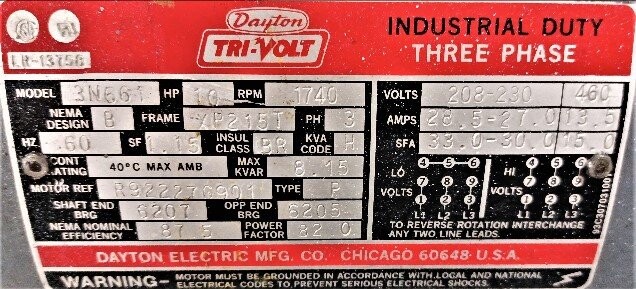 Dayton
TRI-VOLT
INDUSTRIAL DUTY
THREE PHASE
LR-13758
MODEL 3N661 HP 10 RPM 1740
NEMA DESIGN B FRAME YP215T PH 3
HZ 60 SF 1.15 INSUL CLASS BR KVA CODE H
CONT RATING 40°C MAX AMB MAX KVAR 3.15
MOTOR REF TYPE P
SHAFT END BRG 6207 OPP END BRG 6205
NEMA NOMINAL EFFICIENCY 87.5 POWER FACTOR 82.0
VOLTS 208-230 460
AMPS 28.5-27.0 13.5
SFA 33.0-30.0 15.0
LO VOLTS
4 5 6
7 8 9
1 2 3
L1 L2 L3
HI VOLTS
4 5 6
7 8 9
1 2 3
L1 L2 L3
TO REVERSE ROTATION INTERCHANGE
ANY TWO LINE LEADS.
DAYTON ELECTRIC MFG. CO. CHICAGO 60648 U.S.A.
WARNING- MOTOR MUST BE GROUNDED IN ACCORDANCE WITH LOCAL AND NATIONAL
ELECTRICAL CODES TO PREVENT SERIOUS ELECTRICAL SHOCKS.